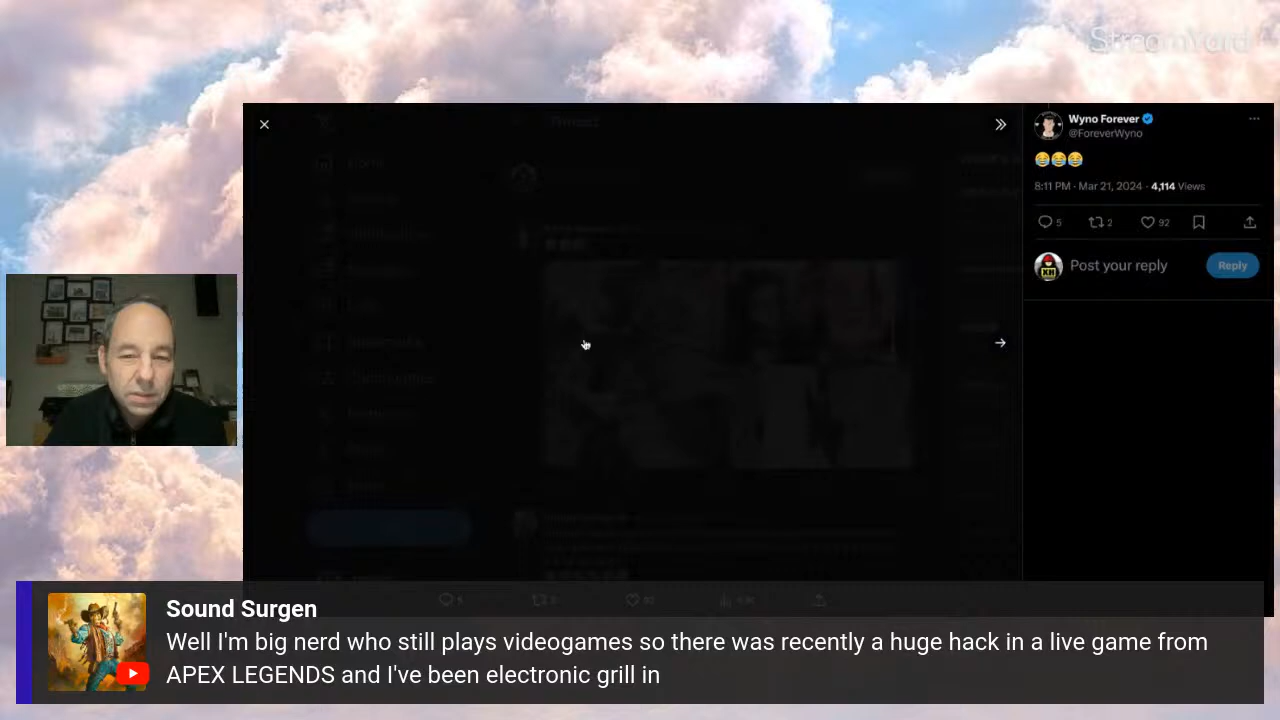 StreamYard
Wyno Forever
@ForeverWyno
😂😂😂
8:11 PM · Mar 21, 2024 · 4,114 Views
5 2 92
Post your reply Reply
Home
Sound Surgen
Well I'm big nerd who still plays videogames so there was recently a huge hack in a live game from
APEX LEGENDS and I've been electronic grill in